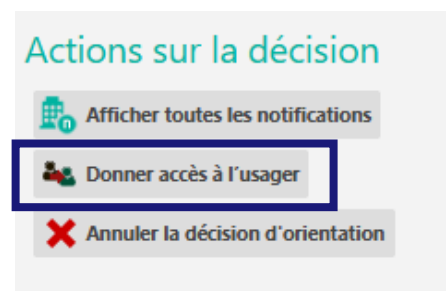 Actions sur la décision
n
Afficher toutes les notifications
Donner accès à l'usager
Annuler la décision d'orientation